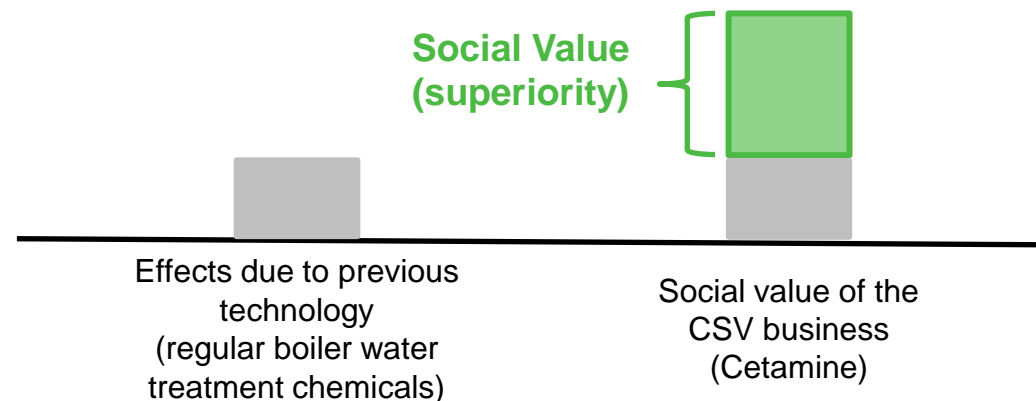 Social Value
(superiority)
Effects due to previous
technology
(regular boiler water
treatment chemicals)
Social value of the
CSV business
(Cetamine)